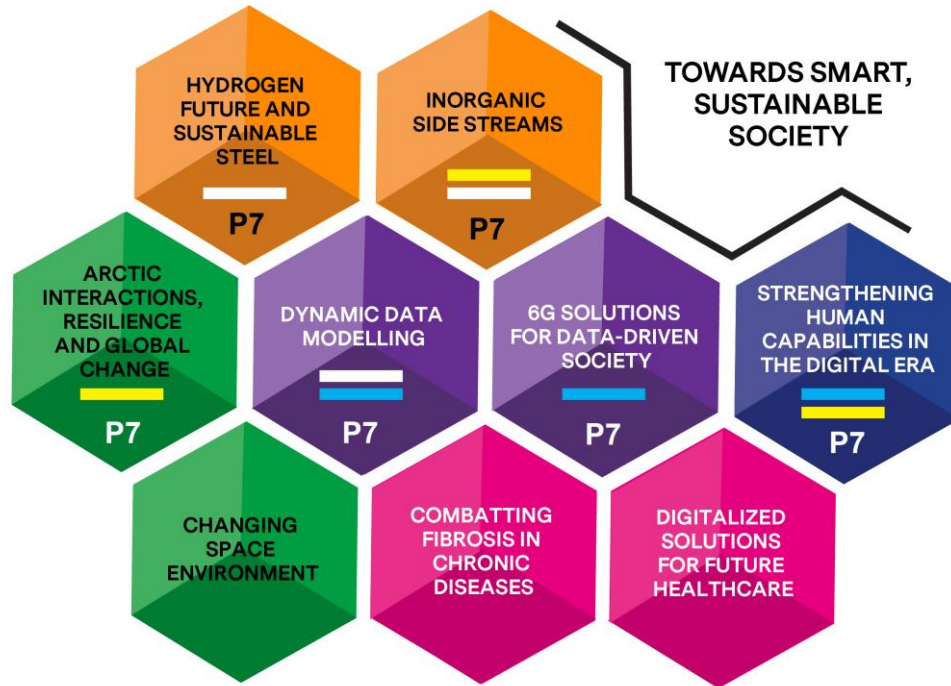 HYDROGEN
FUTURE AND
SUSTAINABLE
STEEL
P7
INORGANIC
SIDE STREAMS
P7
TOWARDS SMART,
SUSTAINABLE
SOCIETY
ARCTIC
INTERACTIONS,
RESILIENCE
AND GLOBAL
CHANGE
P7
DYNAMIC DATA
MODELLING
P7
6G SOLUTIONS
FOR DATA-DRIVEN
SOCIETY
P7
STRENGTHENING
HUMAN
CAPABILITIES IN
THE DIGITAL ERA
P7
CHANGING
SPACE
ENVIRONMENT
COMBATTING
FIBROSIS IN
CHRONIC
DISEASES
DIGITALIZED
SOLUTIONS
FOR FUTURE
HEALTHCARE